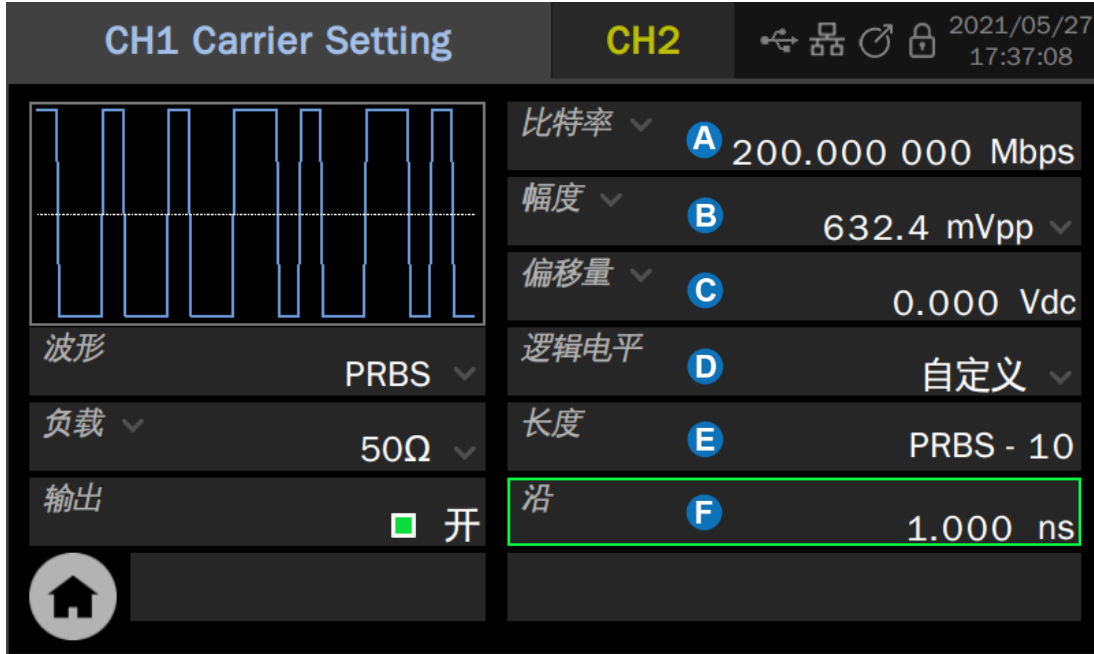 CH1 Carrier Setting
CH2
2021/05/27
17:37:08
比特率
A
200.000 000 Mbps
幅度
B
632.4 mVpp
偏移量
C
0.000 Vdc
波形
PRBS
逻辑电平
D
自定义
负载
50Ω
长度
E
PRBS - 10
输出
开
沿
F
1.000 ns